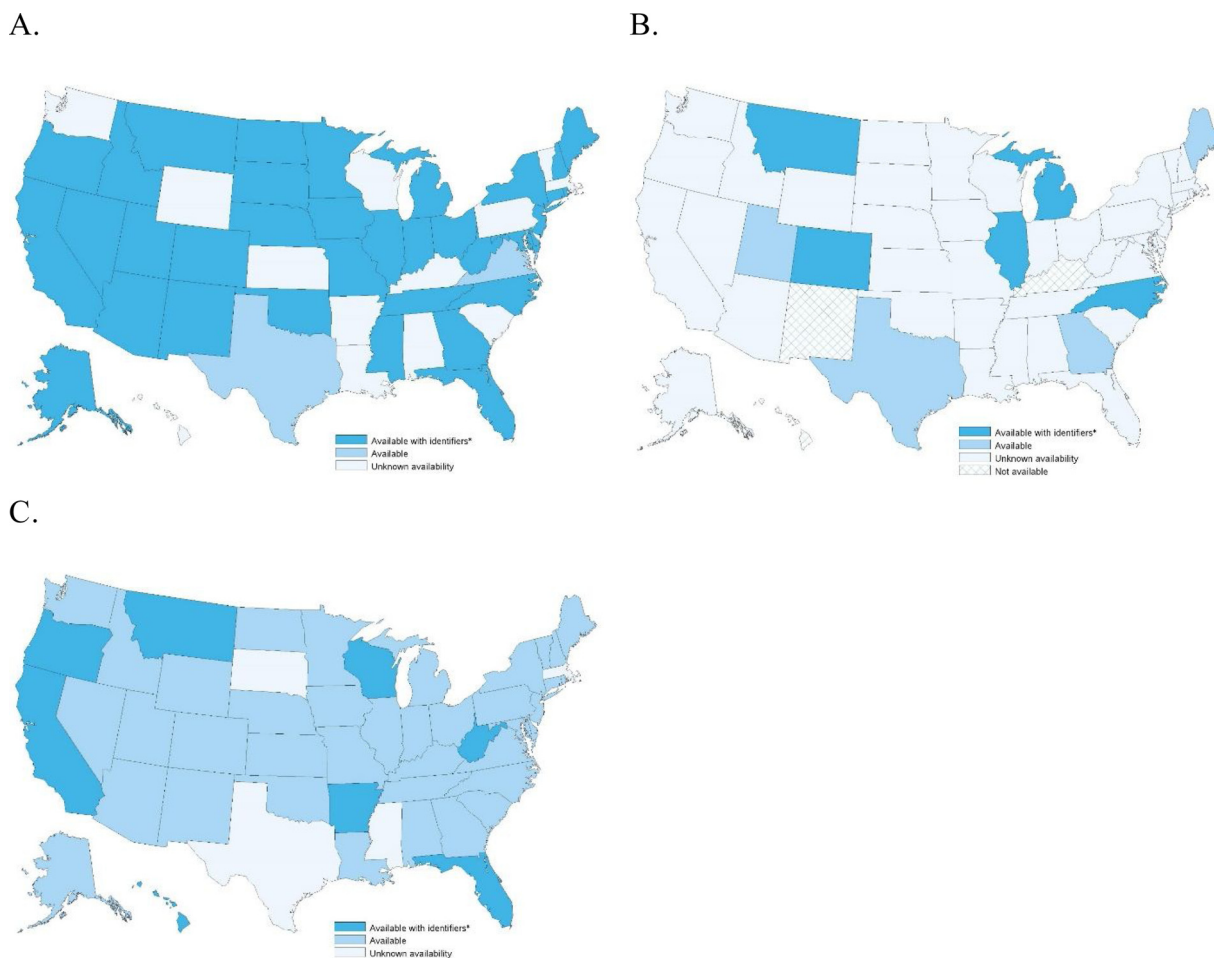 A.
B.
Available with identifiers*
Available
Unknown availability
Available with identifiers*
Available
Unknown availability
Not available
C.
Available with identifiers*
Available
Unknown availability